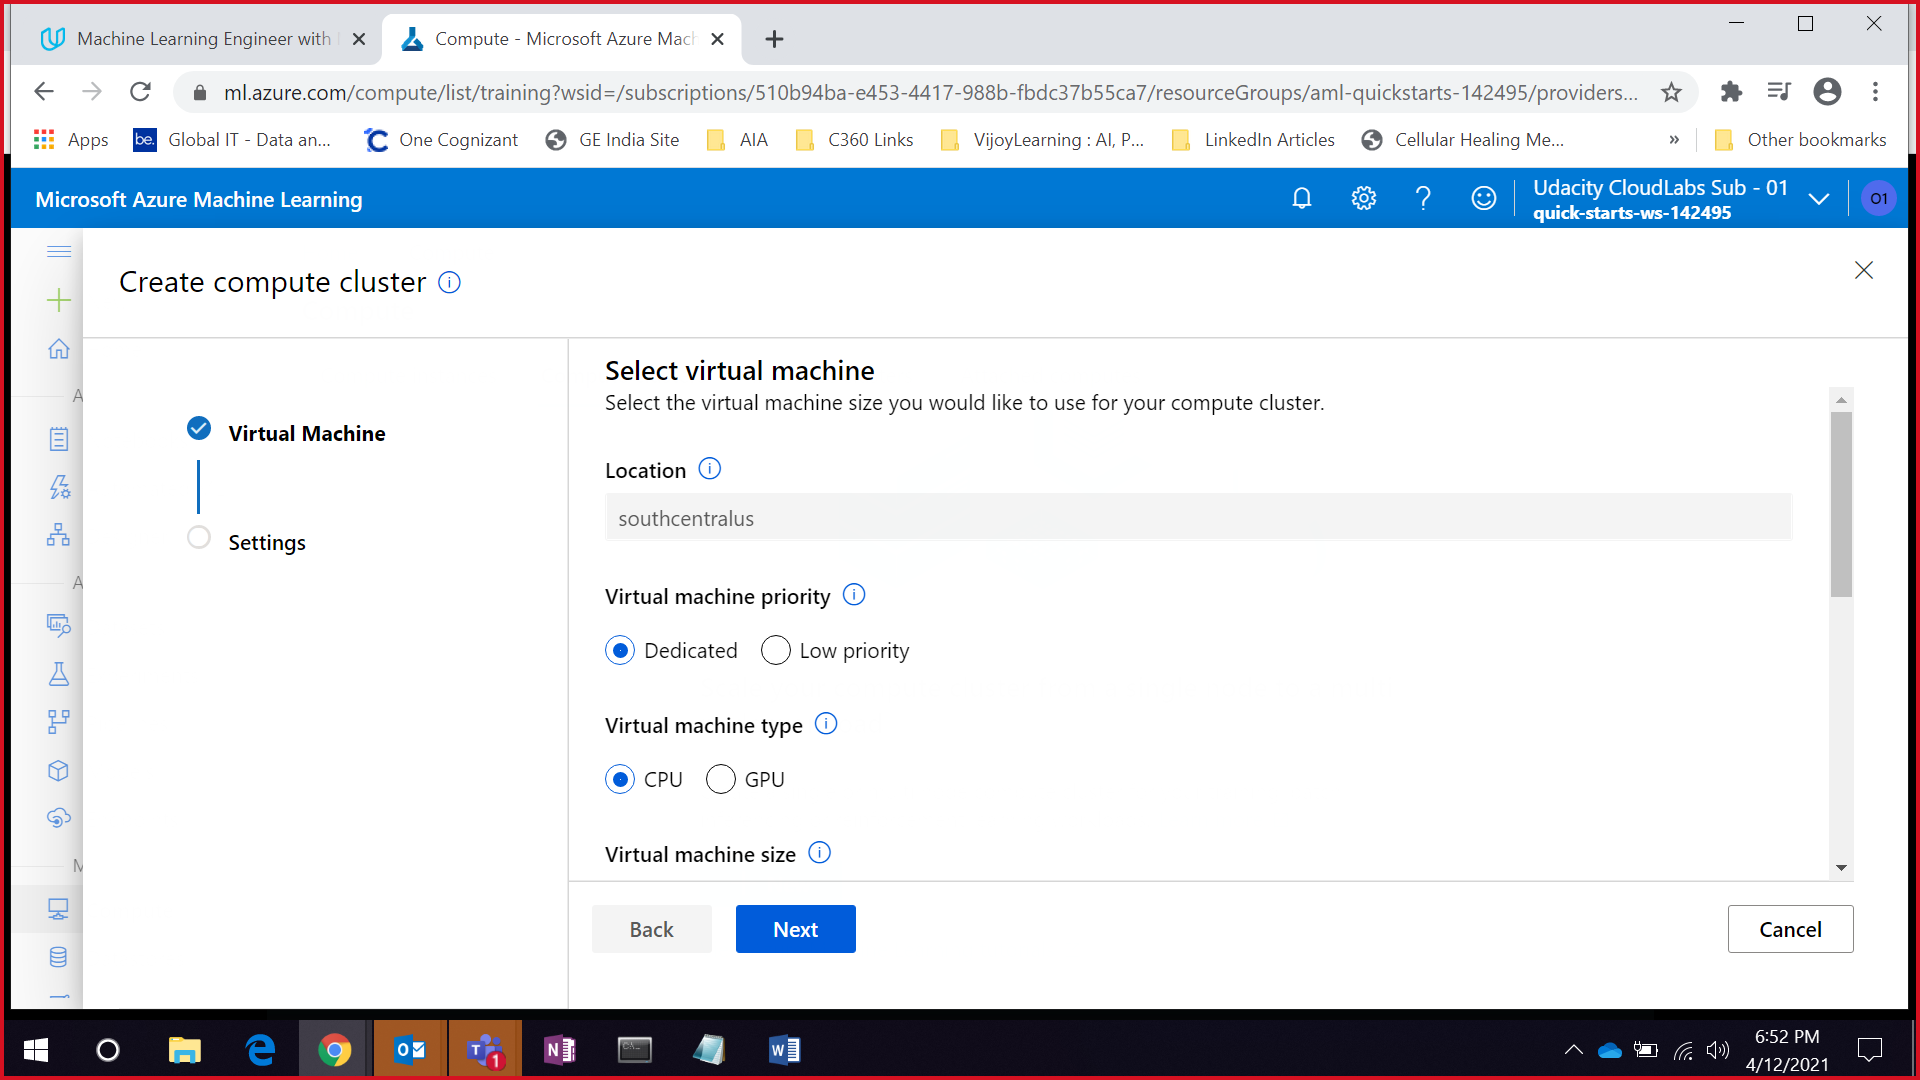 Machine Learning Engineer with
Compute - Microsoft Azure Mach
ml.azure.com/compute/list/training?wsid=/subscriptions/510b94ba-e453-4417-988b-fbdc37b55ca7/resourceGroups/aml-quickstarts-142495/providers...
Apps
be.
Global IT - Data an...
One Cognizant
GE India Site
AIA
C360 Links
VijoyLearning : AI, P...
LinkedIn Articles
Cellular Healing Me...
»
Other bookmarks
Microsoft Azure Machine Learning
Udacity CloudLabs Sub - 01
quick-starts-ws-142495
O1
Create compute cluster
A
A
M
Virtual Machine
Settings
Select virtual machine
Select the virtual machine size you would like to use for your compute cluster.
Location
southcentralus
Virtual machine priority
Dedicated
Low priority
Virtual machine type
CPU
GPU
Virtual machine size
Back
Next
Cancel
1
6:52 PM
4/12/2021